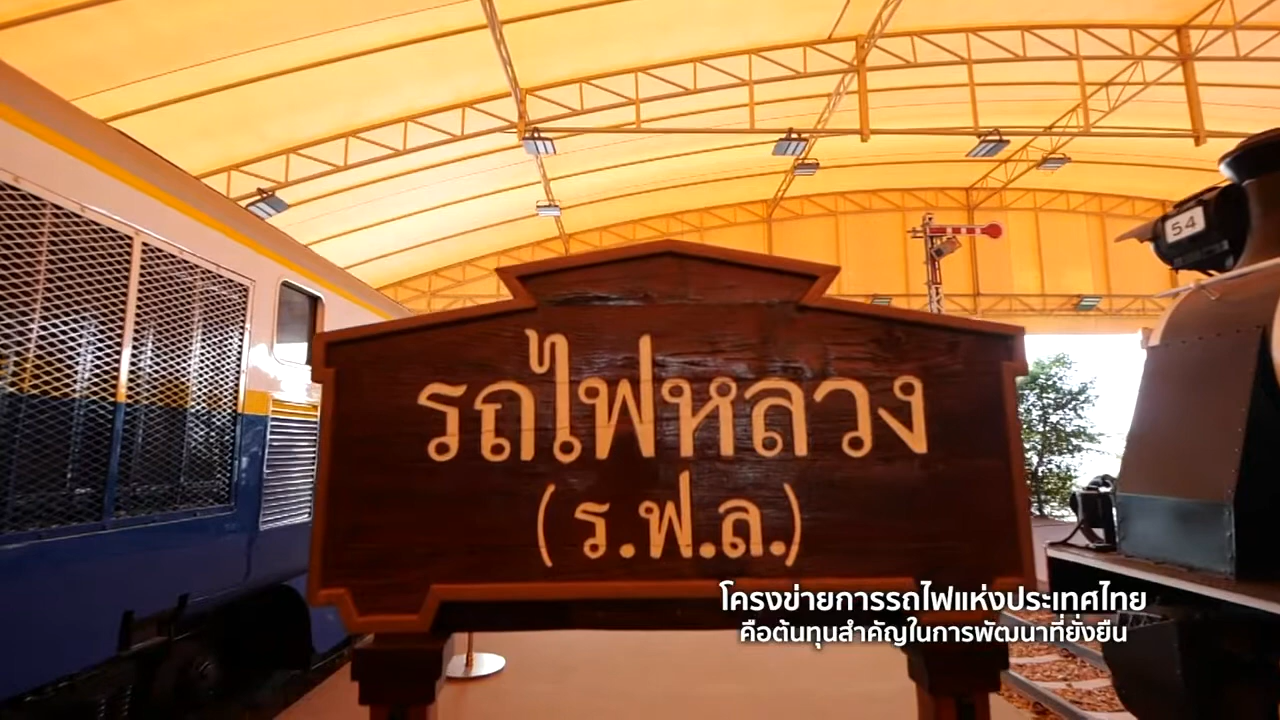 54
รถไฟหลวง
(ร.ฟ.ล.)
โครงข่ายการรถไฟแห่งประเทศไทย
คือต้นทุนสำคัญในการพัฒนาที่ยั่งยืน